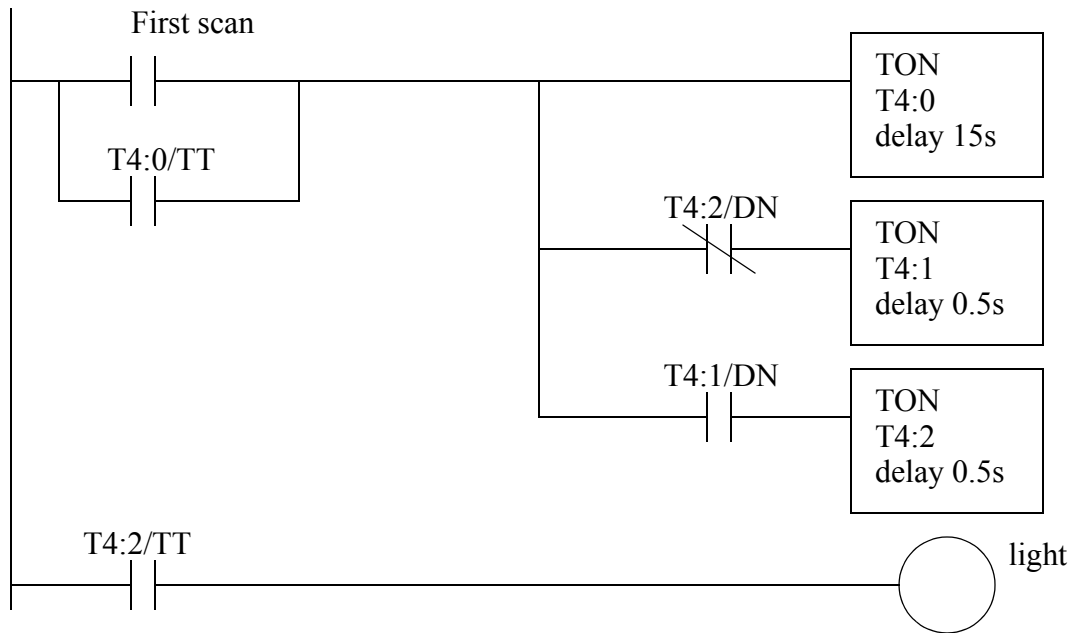 First scan
TON
T4:0
delay 15s
T4:0/TT
T4:2/DN
TON
T4:1
delay 0.5s
T4:1/DN
TON
T4:2
delay 0.5s
T4:2/TT
light